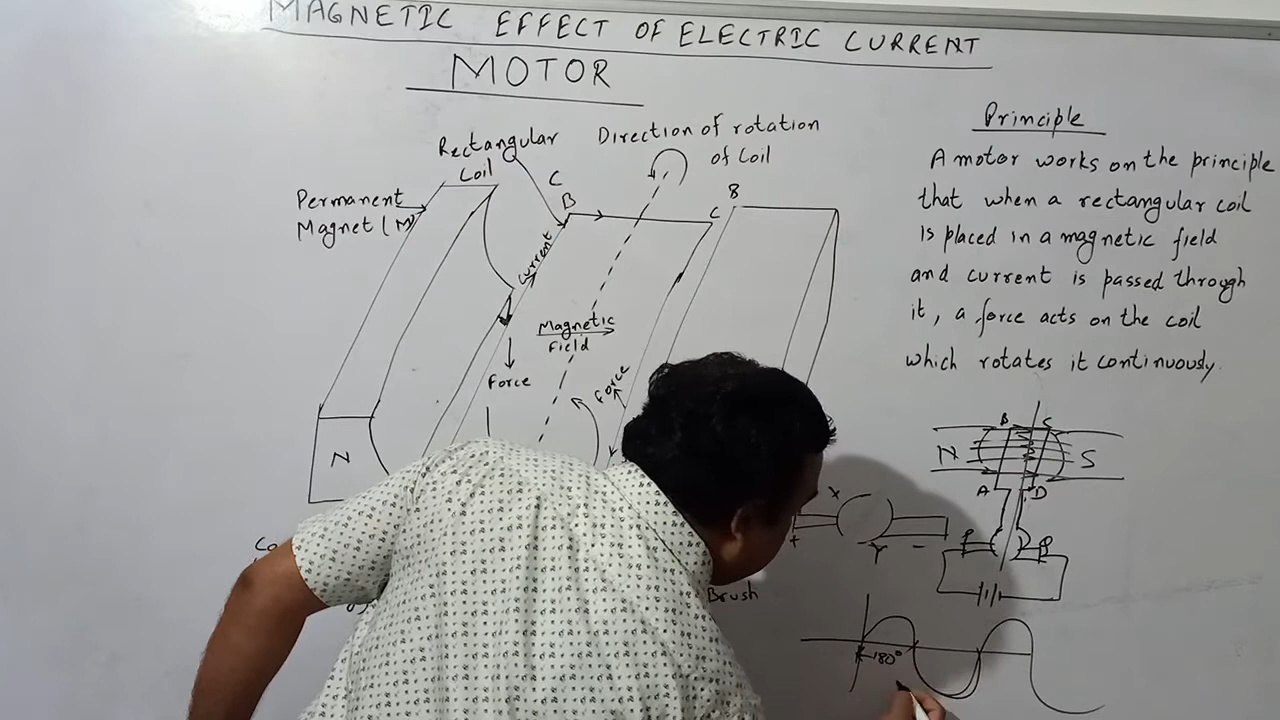 MAGNETIC EFFECT OF ELECTRIC CURRENT
MOTOR
Rectangular
Coil
Direction of rotation
of Coil
Permanent
Magnet (M)
C
B
C
8
Current
Magnetic
Field
Force
Force
N
Brush
Principle
A motor works on the principle
that when a rectangular coil
is placed in a magnetic field
and current is passed through
it, a force acts on the coil
which rotates it continuously.
B C
N S
A D
X
+ Y -
P
180°